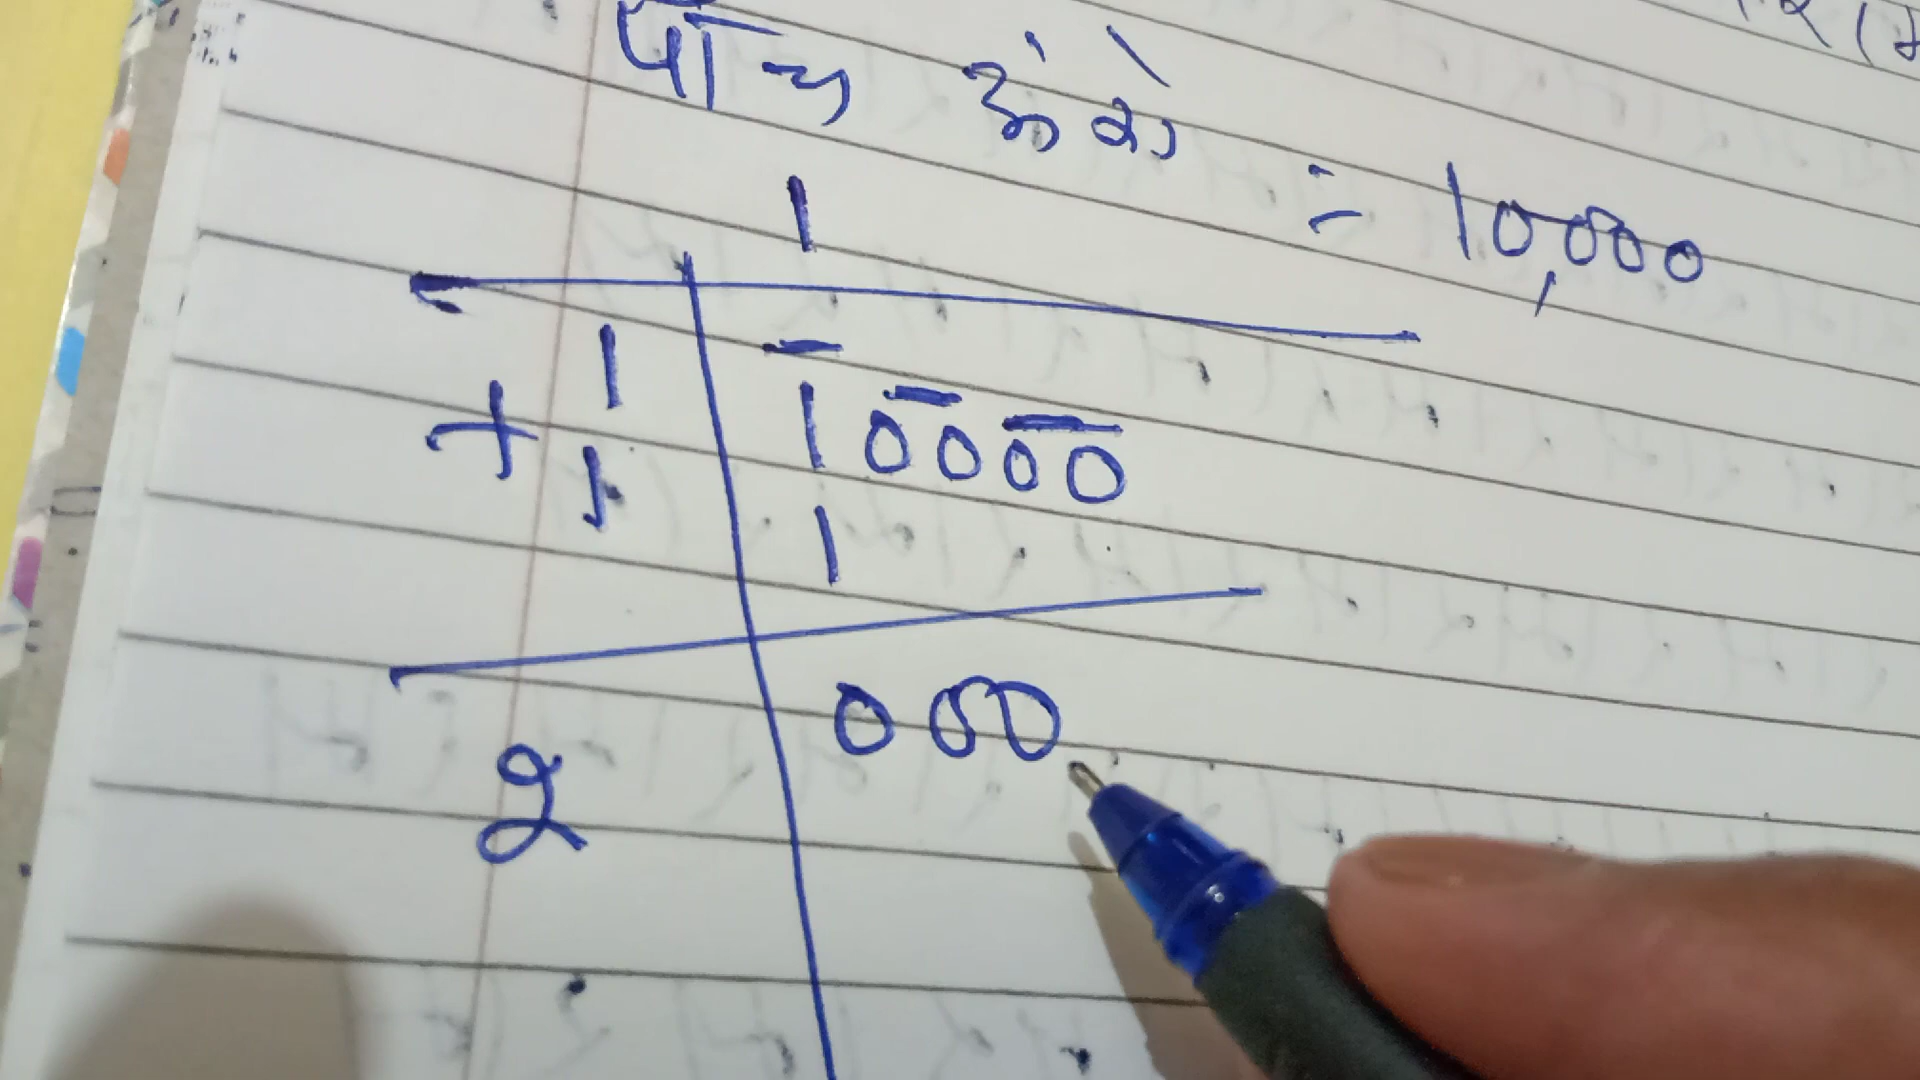 पांच अंको = 10,000
1
1 10000
+ 1 1
2 000